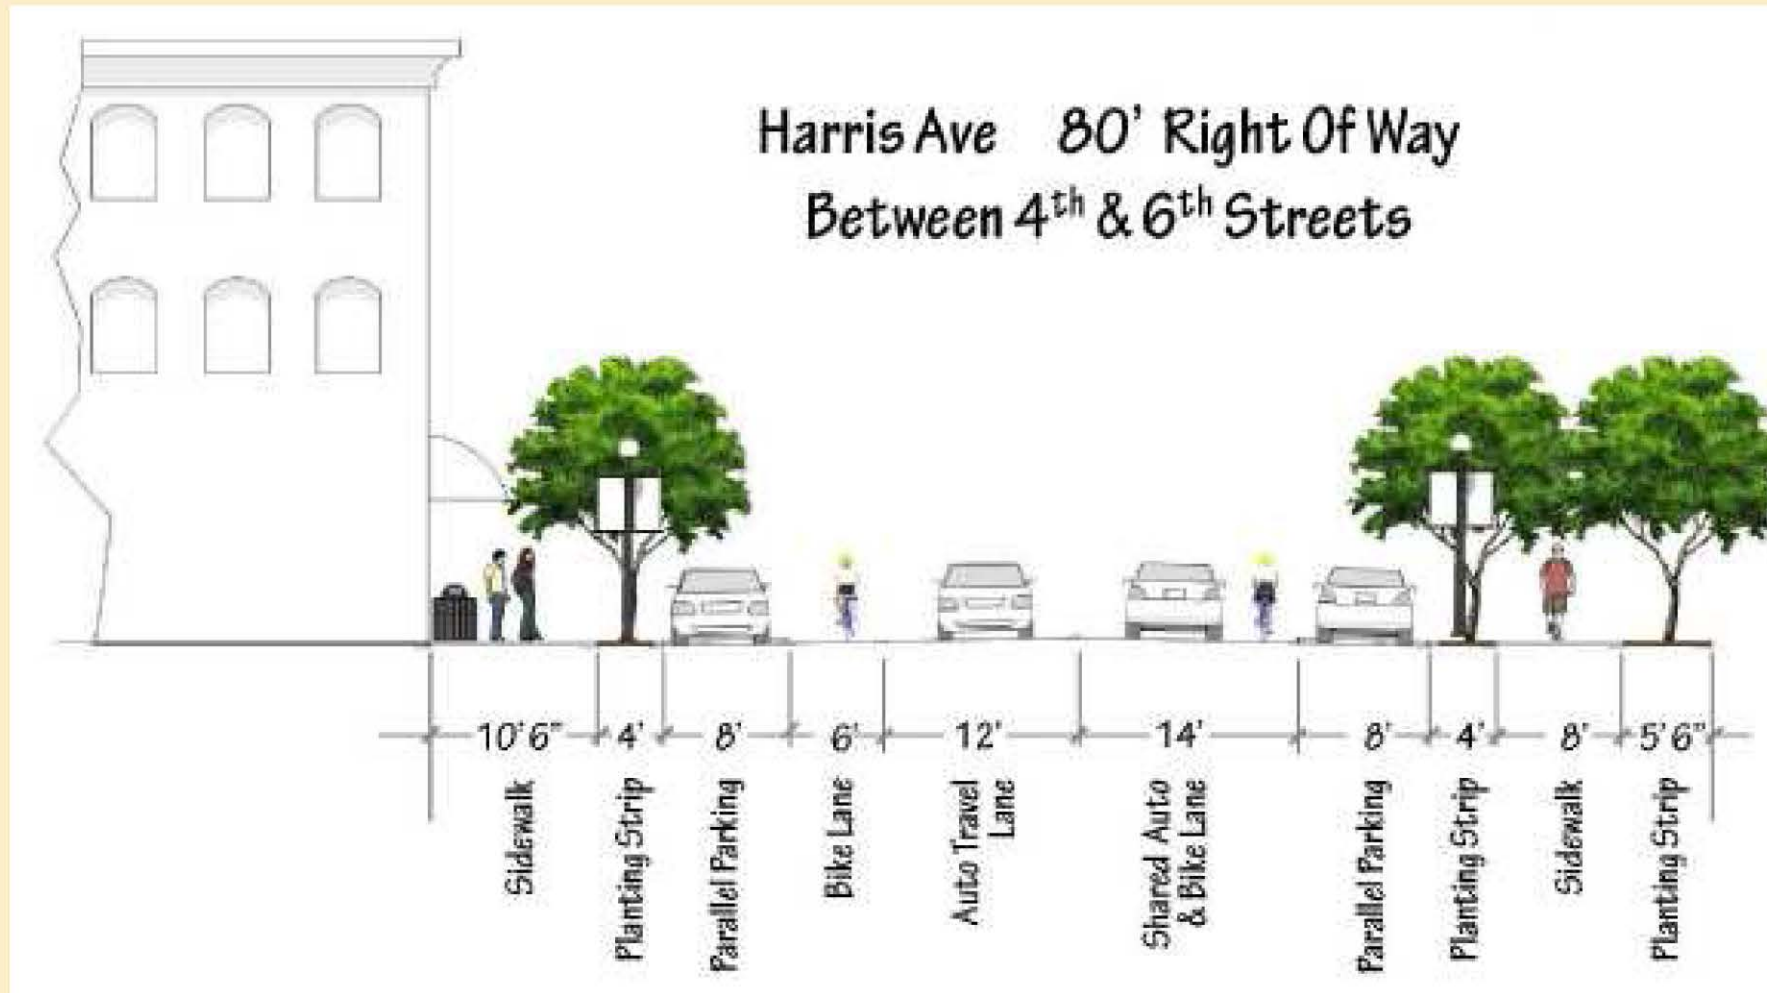 Harris Ave 80' Right Of Way
Between 4th & 6th Streets
10'6" 4' 8' 6' 12' 14' 8' 4' 8' 5'6"
Sidewalk
Planting Strip
Parallel Parking
Bike Lane
Auto Travel
Lane
Shared Auto
& Bike Lane
Parallel Parking
Planting Strip
Sidewalk
Planting Strip